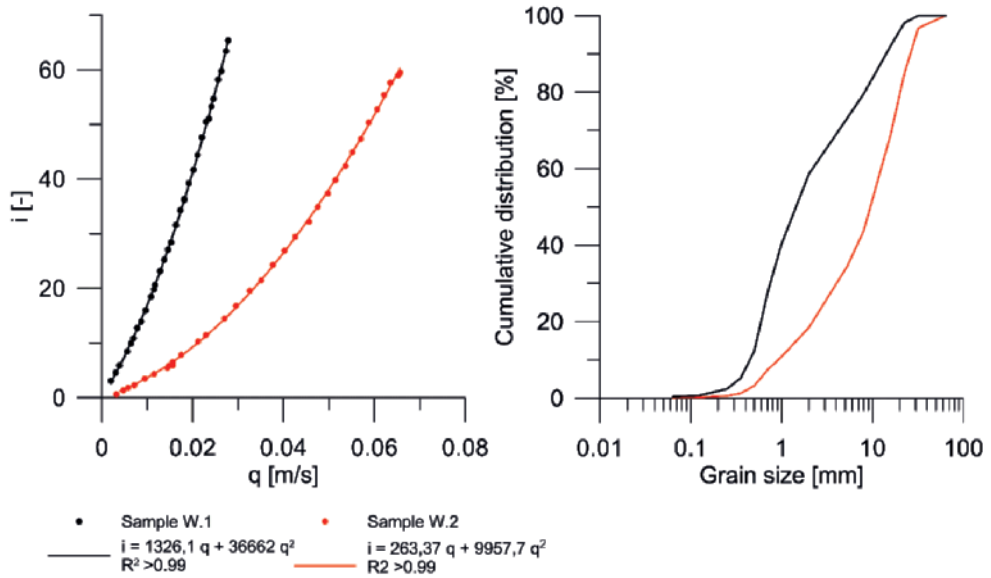 60
40
20
0
i [-]
0
0.02
0.04
0.06
0.08
q [m/s]
100
80
60
40
20
0
Cumulative distribution [%]
0.01
0.1
1
10
100
Grain size [mm]
Sample W.1
i = 1326,1 q + 36662 q²
R² >0.99
Sample W.2
i = 263,37 q + 9957,7 q²
R2 >0.99